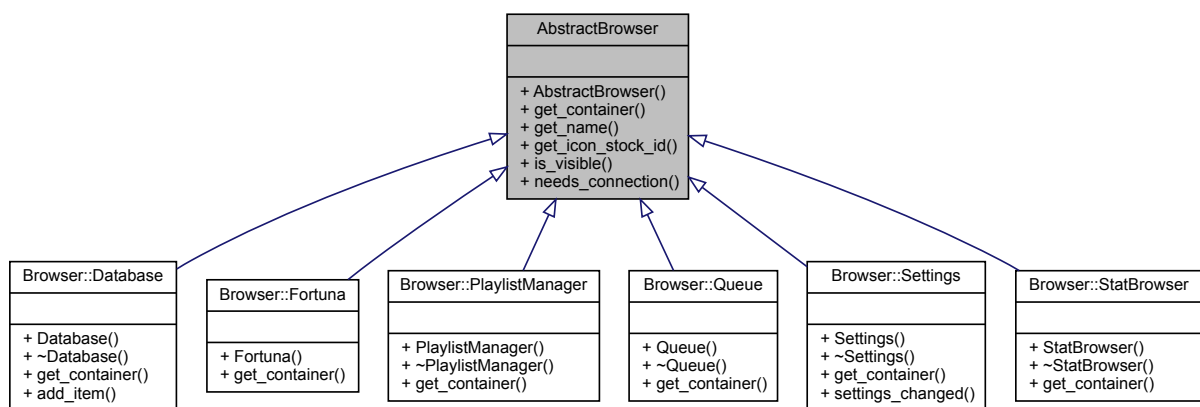 AbstractBrowser
+ AbstractBrowser()
+ get_container()
+ get_name()
+ get_icon_stock_id()
+ is_visible()
+ needs_connection()
Browser::Database
+ Database()
+ ~Database()
+ get_container()
+ add_item()
Browser::Fortuna
+ Fortuna()
+ get_container()
Browser::PlaylistManager
+ PlaylistManager()
+ ~PlaylistManager()
+ get_container()
Browser::Queue
+ Queue()
+ ~Queue()
+ get_container()
Browser::Settings
+ Settings()
+ ~Settings()
+ get_container()
+ settings_changed()
Browser::StatBrowser
+ StatBrowser()
+ ~StatBrowser()
+ get_container()